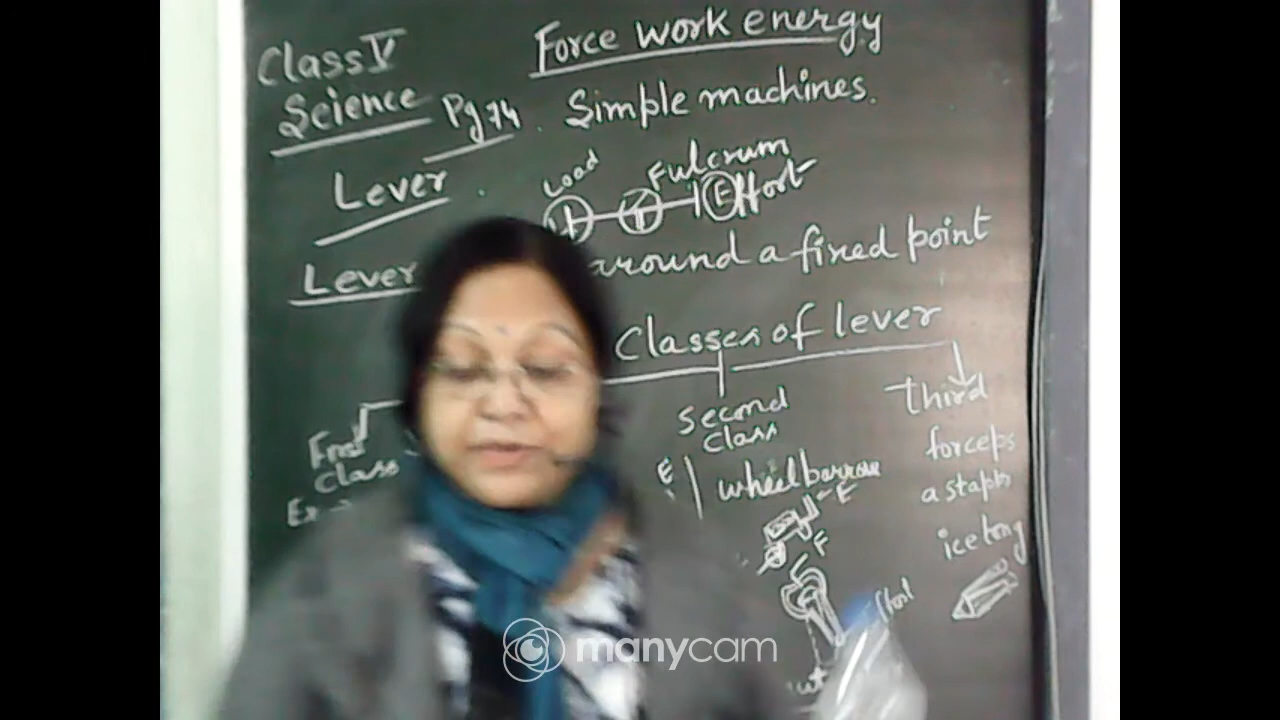 Class V
Science
Force work energy
Pg 74. Simple machines.
Lever.
Load
Fulcrum
Effort
Lever
around a fixed point
Classes of lever
First
Class
Ex
Second
Class
E
wheelbarrow
E
F
Third
forceps
a stapler
ice tong
manycam